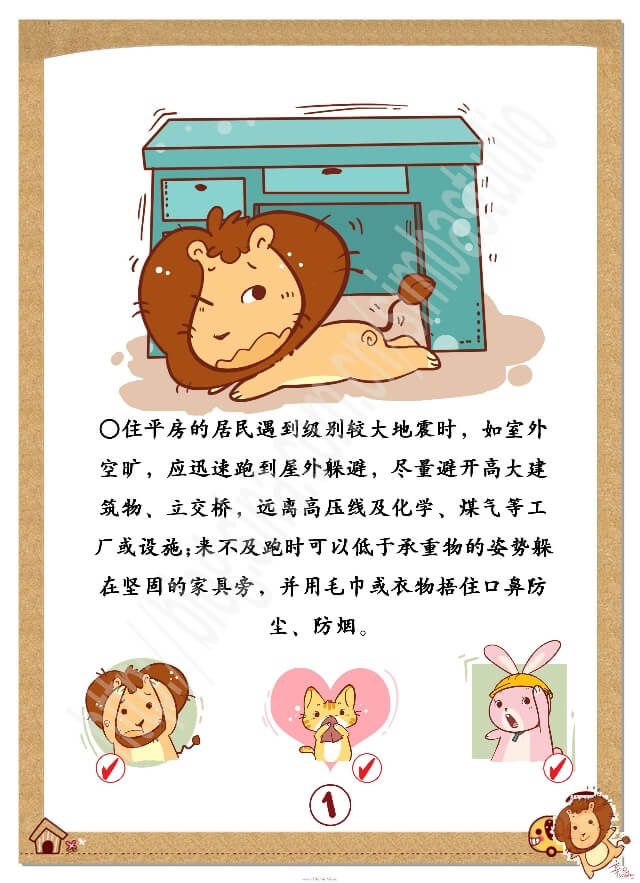 〇住平房的居民遇到级别较大地震时，如室外
空旷，应迅速跑到屋外躲避，尽量避开高大建
筑物、立交桥，远离高压线及化学、煤气等工
厂或设施;来不及跑时可以低于承重物的姿势躲
在坚固的家具旁，并用毛巾或衣物捂住口鼻防
尘、防烟。
1